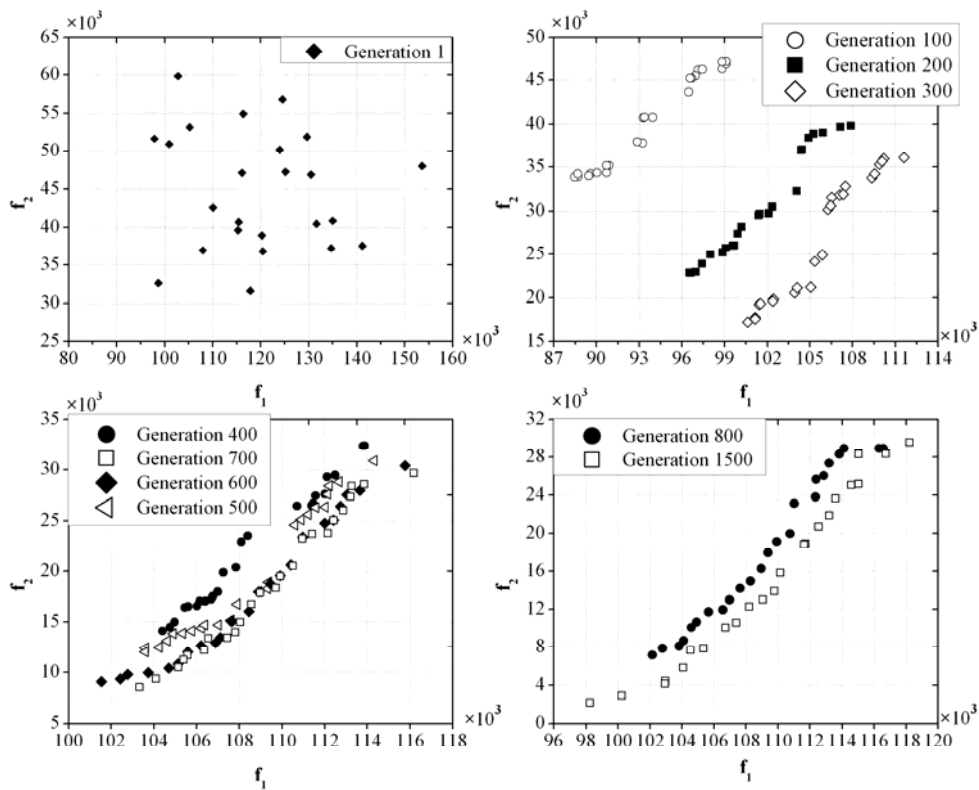 ×10³
60
55
50
45
40
35
30
25
f₂
Generation 1
80 90 100 110 120 130 140 150 160
×10³
f₁
×10³
50
45
40
35
30
25
20
15
f₂
Generation 100
Generation 200
Generation 300
87 90 93 96 99 102 105 108 111 114
×10³
f₁
×10³
35
30
25
20
15
10
5
f₂
Generation 400
Generation 700
Generation 600
Generation 500
100 102 104 106 108 110 112 114 116 118
×10³
f₁
×10³
32
28
24
20
16
12
8
4
0
f₂
Generation 800
Generation 1500
96 98 100 102 104 106 108 110 112 114 116 118 120
×10³
f₁